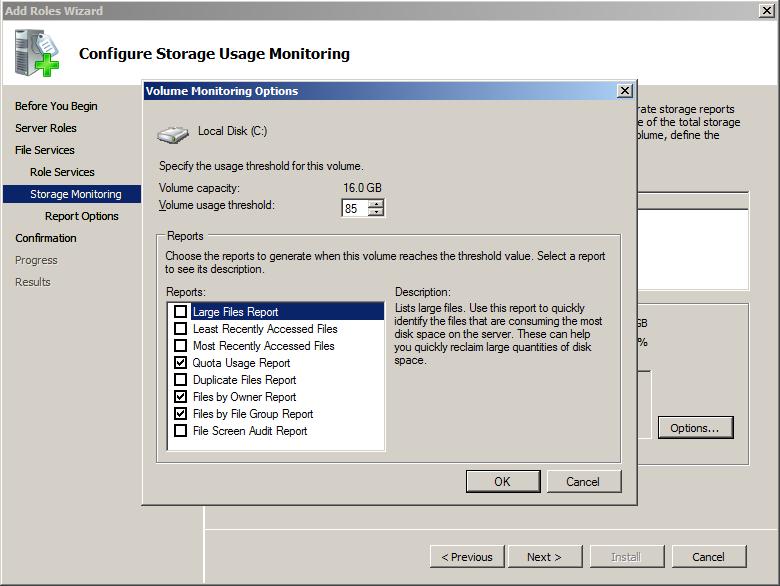 Add Roles Wizard
Configure Storage Usage Monitoring
Before You Begin
Server Roles
File Services
Role Services
Storage Monitoring
Report Options
Confirmation
Progress
Results
Volume Monitoring Options
Local Disk (C:)
Specify the usage threshold for this volume.
Volume capacity: 16.0 GB
Volume usage threshold: 85
Reports
Choose the reports to generate when this volume reaches the threshold value. Select a report
to see its description.
Reports:
Large Files Report
Least Recently Accessed Files
Most Recently Accessed Files
Quota Usage Report
Duplicate Files Report
Files by Owner Report
Files by File Group Report
File Screen Audit Report
Description:
Lists large files. Use this report to quickly
identify the files that are consuming the most
disk space on the server. These can help
you quickly reclaim large quantities of disk
space.
OK Cancel
storage reports
e of the total storage
define the
GB
%
Options...
< Previous Next > Install Cancel